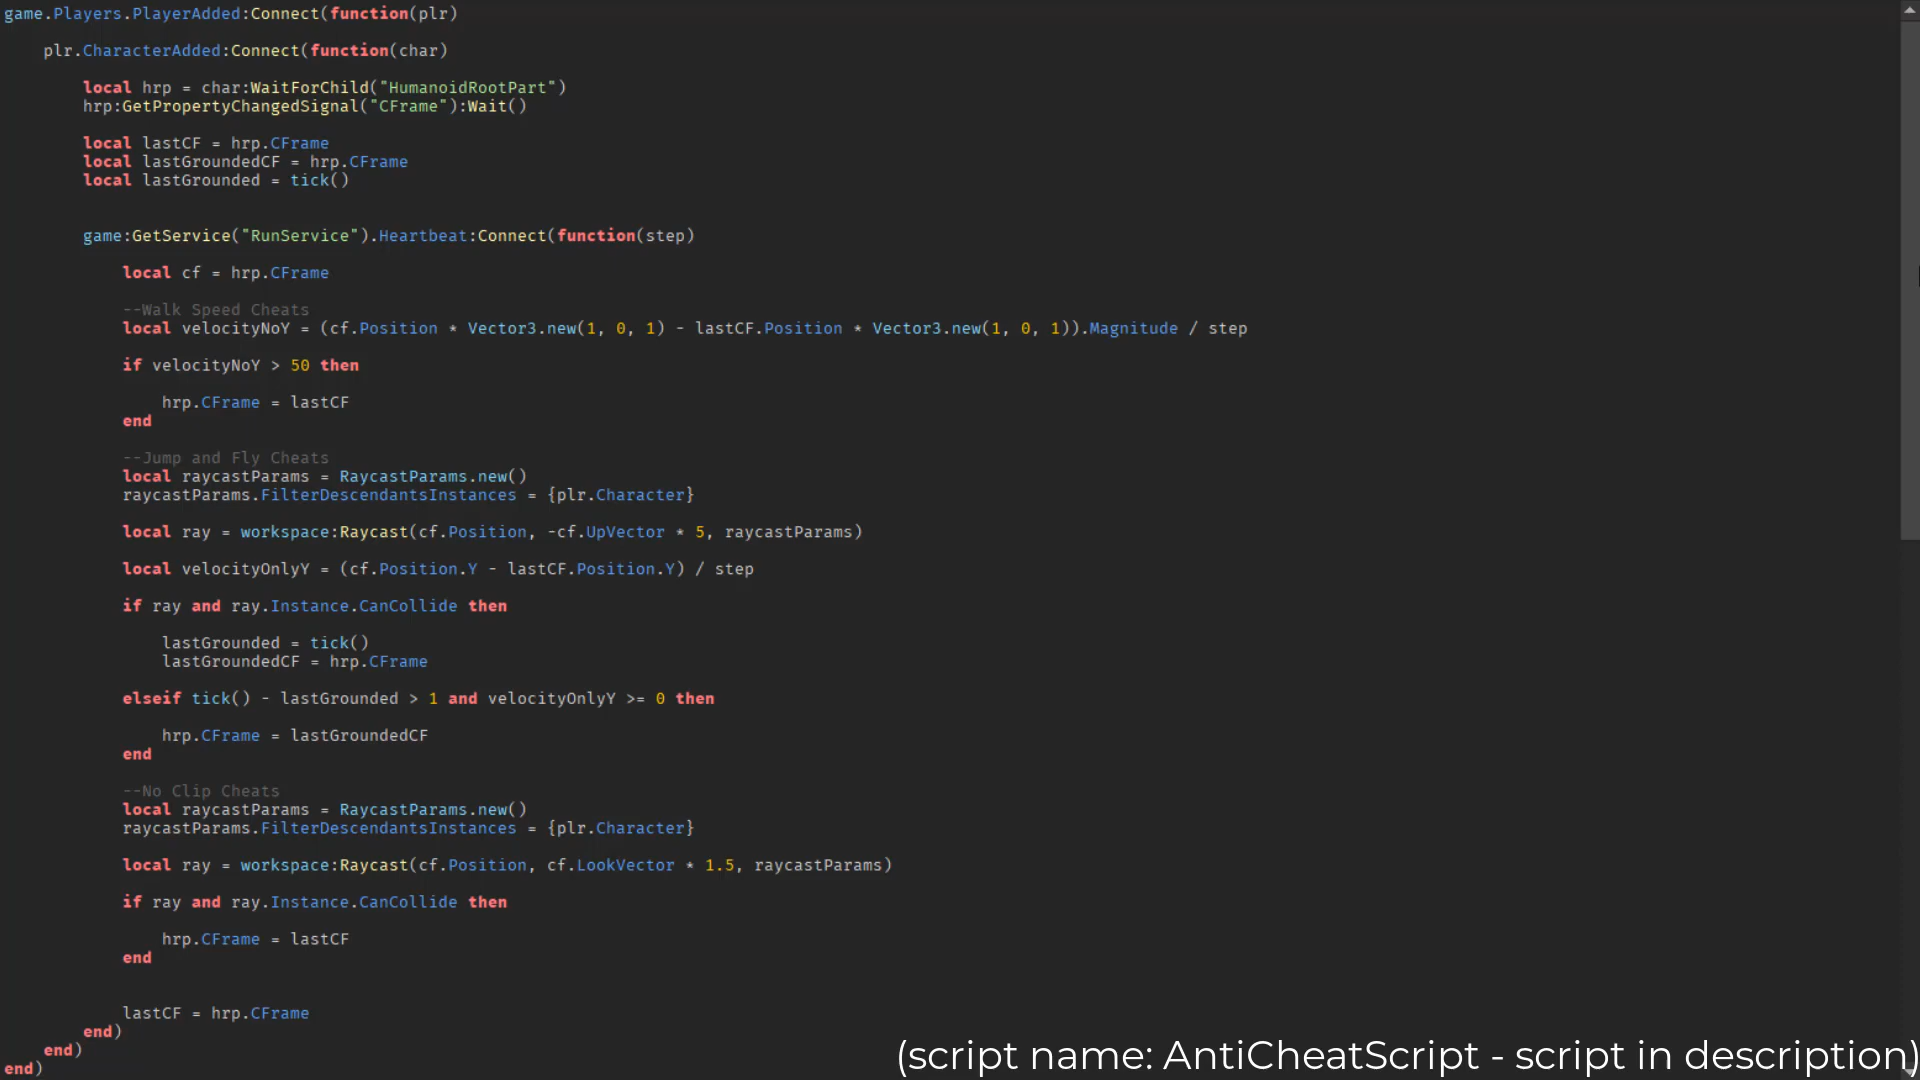 game.Players.PlayerAdded:Connect(function(plr)
plr.CharacterAdded:Connect(function(char)
local hrp = char:WaitForChild("HumanoidRootPart")
hrp:GetPropertyChangedSignal("CFrame"):Wait()
local lastCF = hrp.CFrame
local lastGroundedCF = hrp.CFrame
local lastGrounded = tick()
game:GetService("RunService").Heartbeat:Connect(function(step)
local cf = hrp.CFrame
--Walk Speed Cheats
local velocityNoY = (cf.Position * Vector3.new(1, 0, 1) - lastCF.Position * Vector3.new(1, 0, 1)).Magnitude / step
if velocityNoY > 50 then
hrp.CFrame = lastCF
end
--Jump and Fly Cheats
local raycastParams = RaycastParams.new()
raycastParams.FilterDescendantsInstances = {plr.Character}
local ray = workspace:Raycast(cf.Position, -cf.UpVector * 5, raycastParams)
local velocityOnlyY = (cf.Position.Y - lastCF.Position.Y) / step
if ray and ray.Instance.CanCollide then
lastGrounded = tick()
lastGroundedCF = hrp.CFrame
elseif tick() - lastGrounded > 1 and velocityOnlyY >= 0 then
hrp.CFrame = lastGroundedCF
end
--No Clip Cheats
local raycastParams = RaycastParams.new()
raycastParams.FilterDescendantsInstances = {plr.Character}
local ray = workspace:Raycast(cf.Position, cf.LookVector * 1.5, raycastParams)
if ray and ray.Instance.CanCollide then
hrp.CFrame = lastCF
end
lastCF = hrp.CFrame
end)
end)
end)
(script name: AntiCheatScript - script in description)